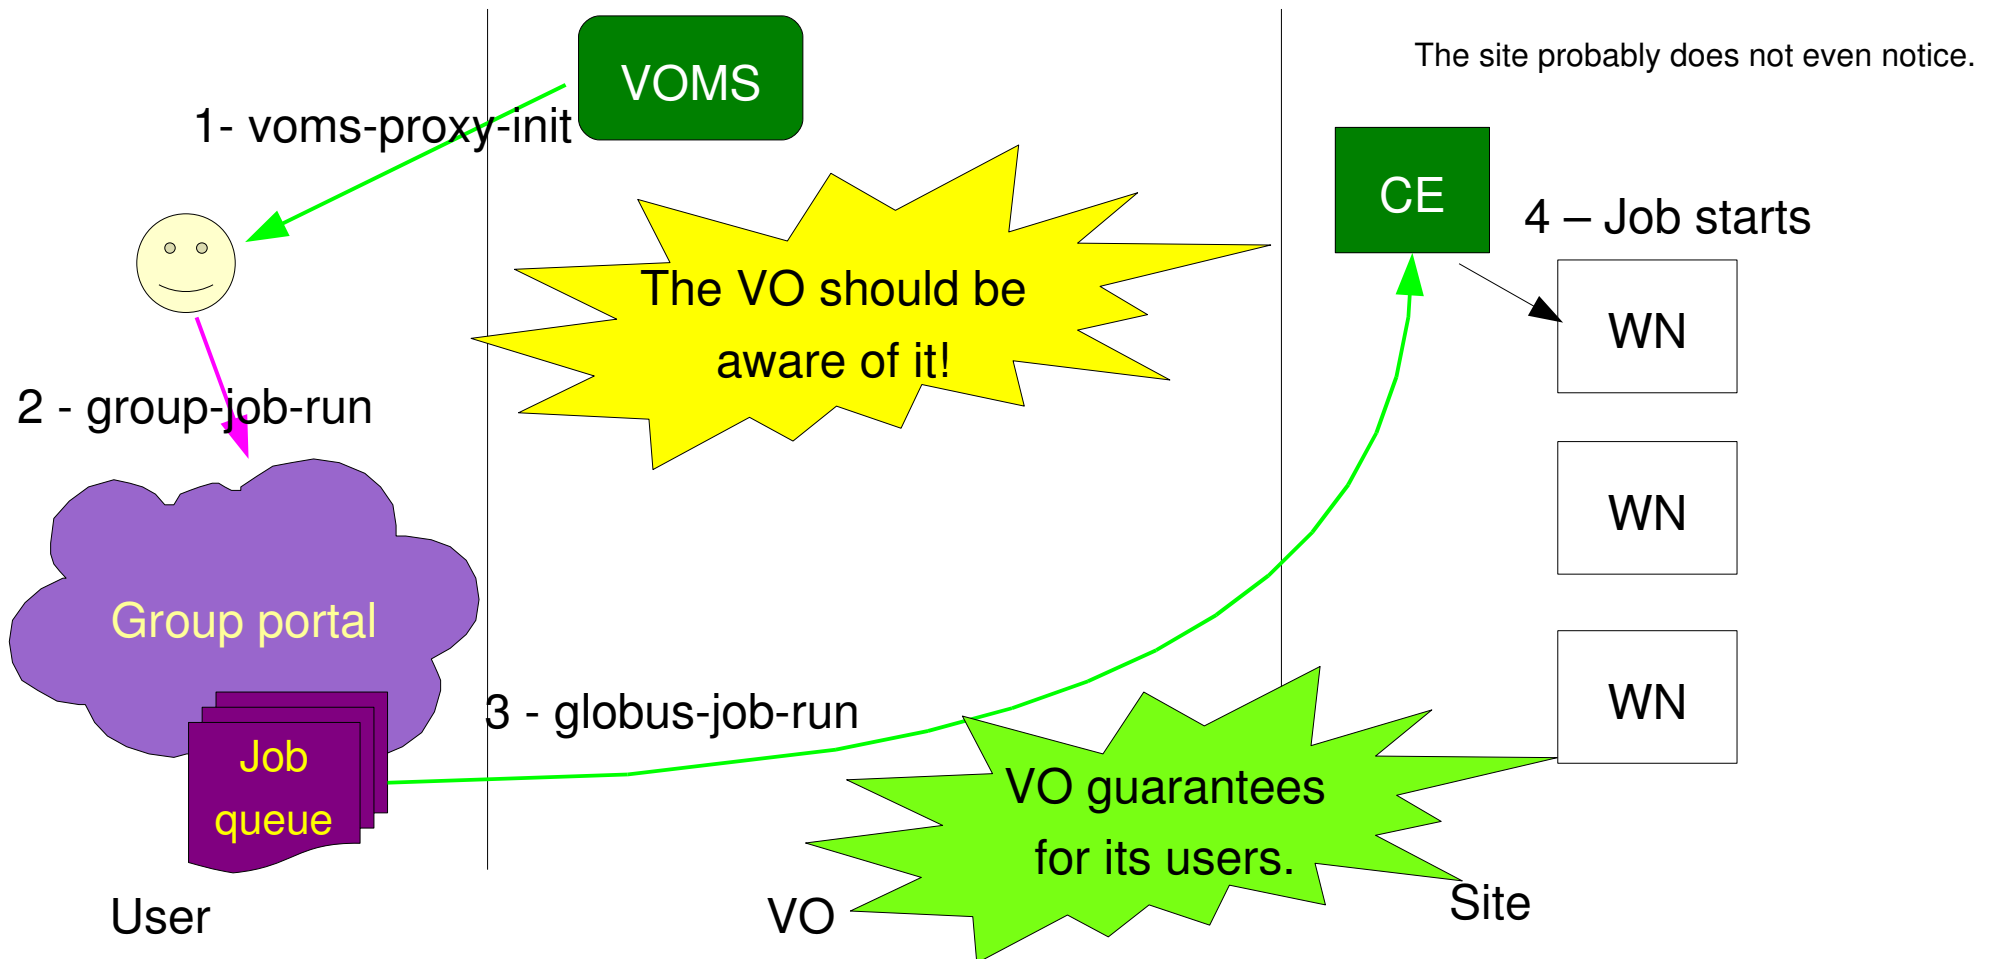 VOMS
The site probably does not even notice.
1- voms-proxy-init
CE
4 – Job starts
The VO should be
aware of it!
WN
2 - group-job-run
WN
Group portal
3 - globus-job-run
WN
Job
queue
VO guarantees
for its users.
User
VO
Site